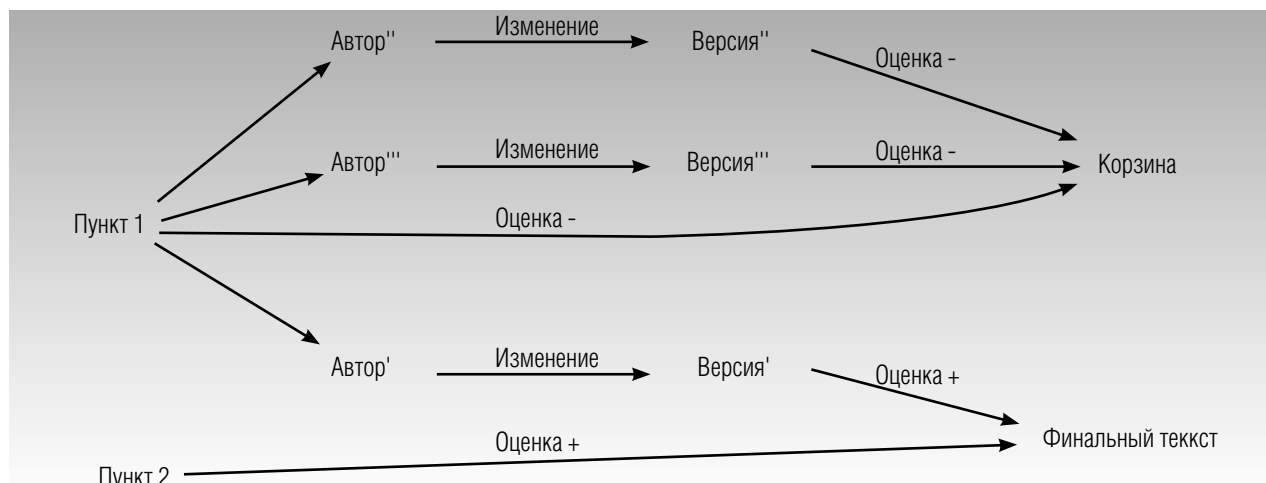 Автор'' Изменение Версия''
Оценка -
Автор''' Изменение Версия''' Оценка - Корзина
Пункт 1 Оценка -
Автор' Изменение Версия' Оценка +
Оценка + Финальный теккст
Пункт 2